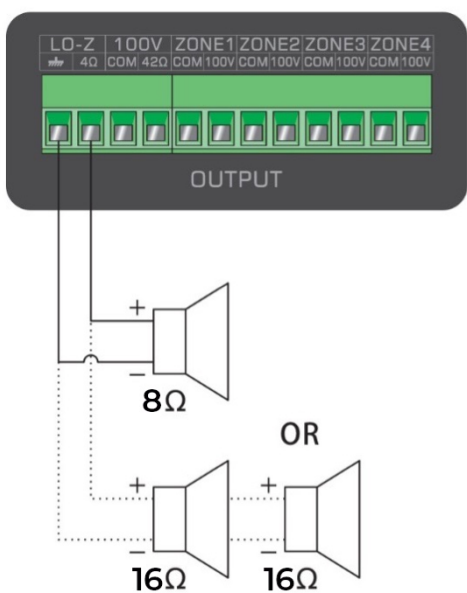 LO-Z 100V ZONE1 ZONE2 ZONE3 ZONE4
4Ω COM 42Ω COM 100V COM 100V COM 100V COM 100V
OUTPUT
+
−
8Ω
OR
+ +
− −
16Ω 16Ω